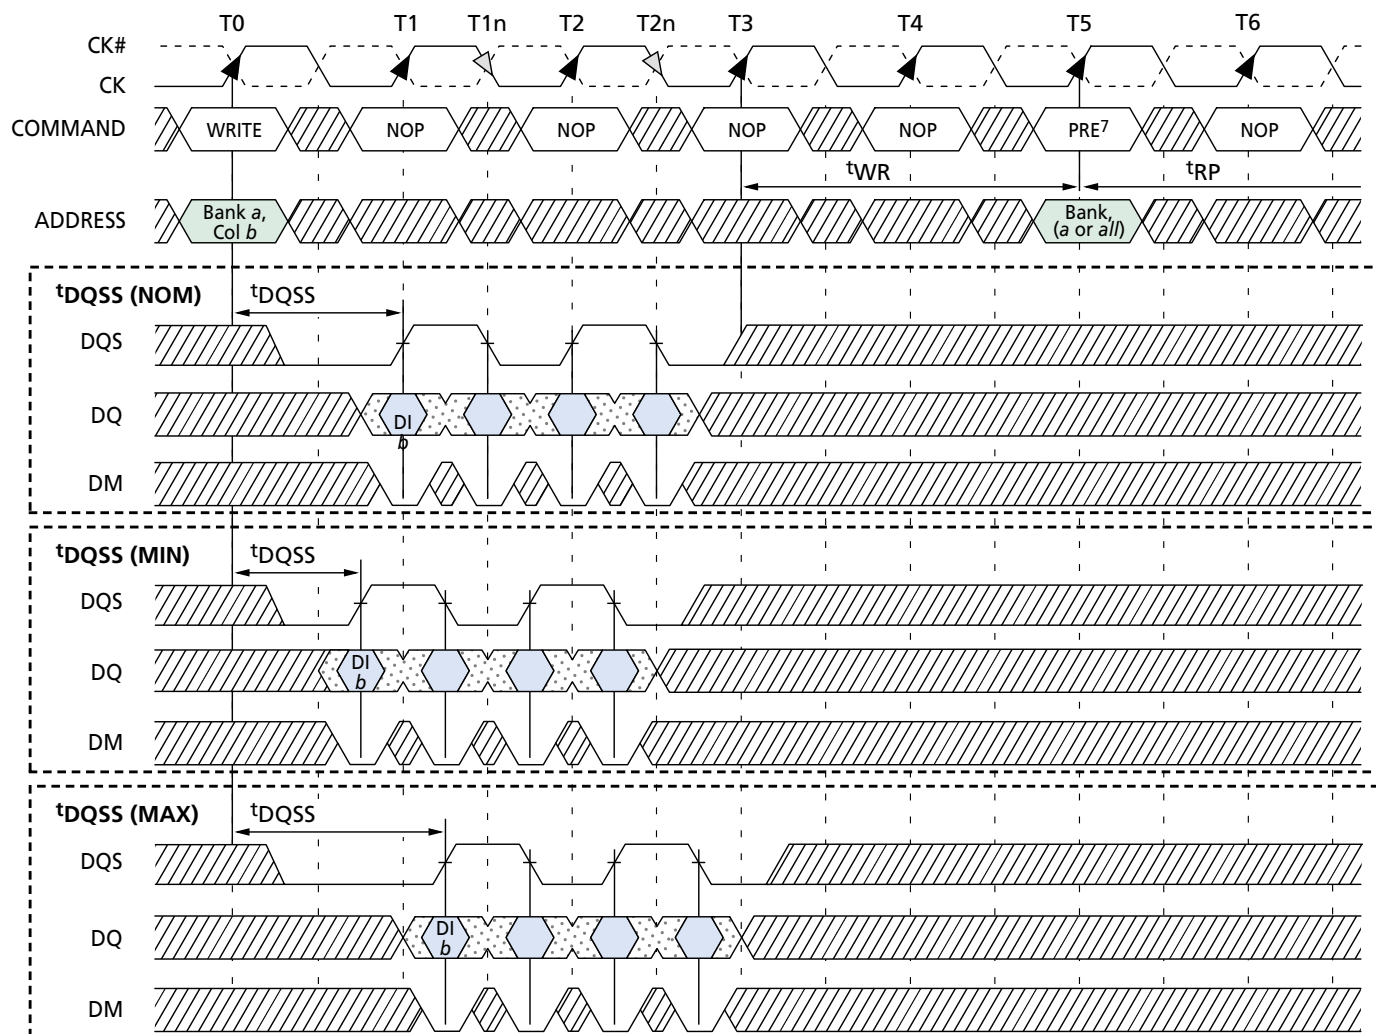 T0 T1 T1n T2 T2n T3 T4 T5 T6
CK#
CK
COMMAND WRITE NOP NOP NOP NOP PRE7 NOP
tWR tRP
ADDRESS
Bank a,
Col b
Bank,
(a or all)
tDQSS (NOM) tDQSS
DQS
DQ
DI
b
DM
tDQSS (MIN) tDQSS
DQS
DQ
DI
b
DM
tDQSS (MAX) tDQSS
DQS
DQ
DI
b
DM